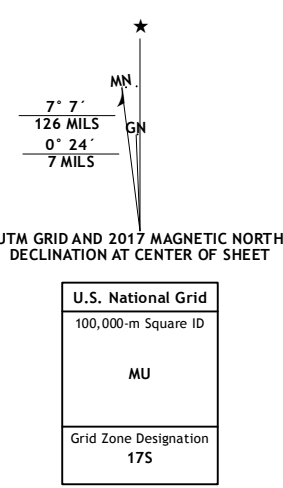 ★
MN
GN
7° 7´
126 MILS
0° 24´
7 MILS
UTM GRID AND 2017 MAGNETIC NORTH
DECLINATION AT CENTER OF SHEET
U.S. National Grid
100,000-m Square ID
MU
Grid Zone Designation
17S